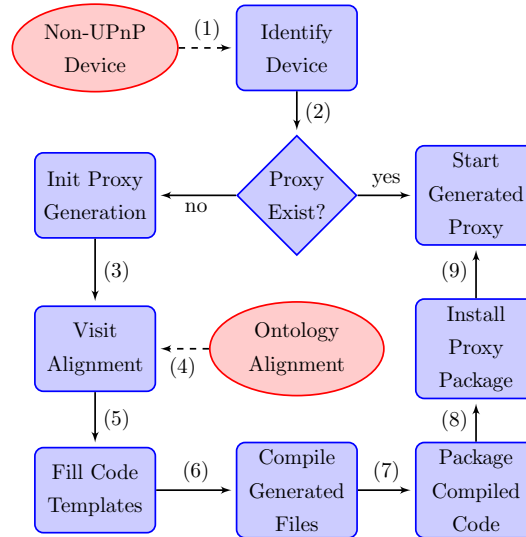 Non-UPnP
Device
(1)
Identify
Device
(2)
Init Proxy
Generation
no
Proxy
Exist?
yes
Start
Generated
Proxy
(3)
(9)
Visit
Alignment
(4)
Ontology
Alignment
Install
Proxy
Package
(5)
(8)
Fill Code
Templates
(6)
Compile
Generated
Files
(7)
Package
Compiled
Code